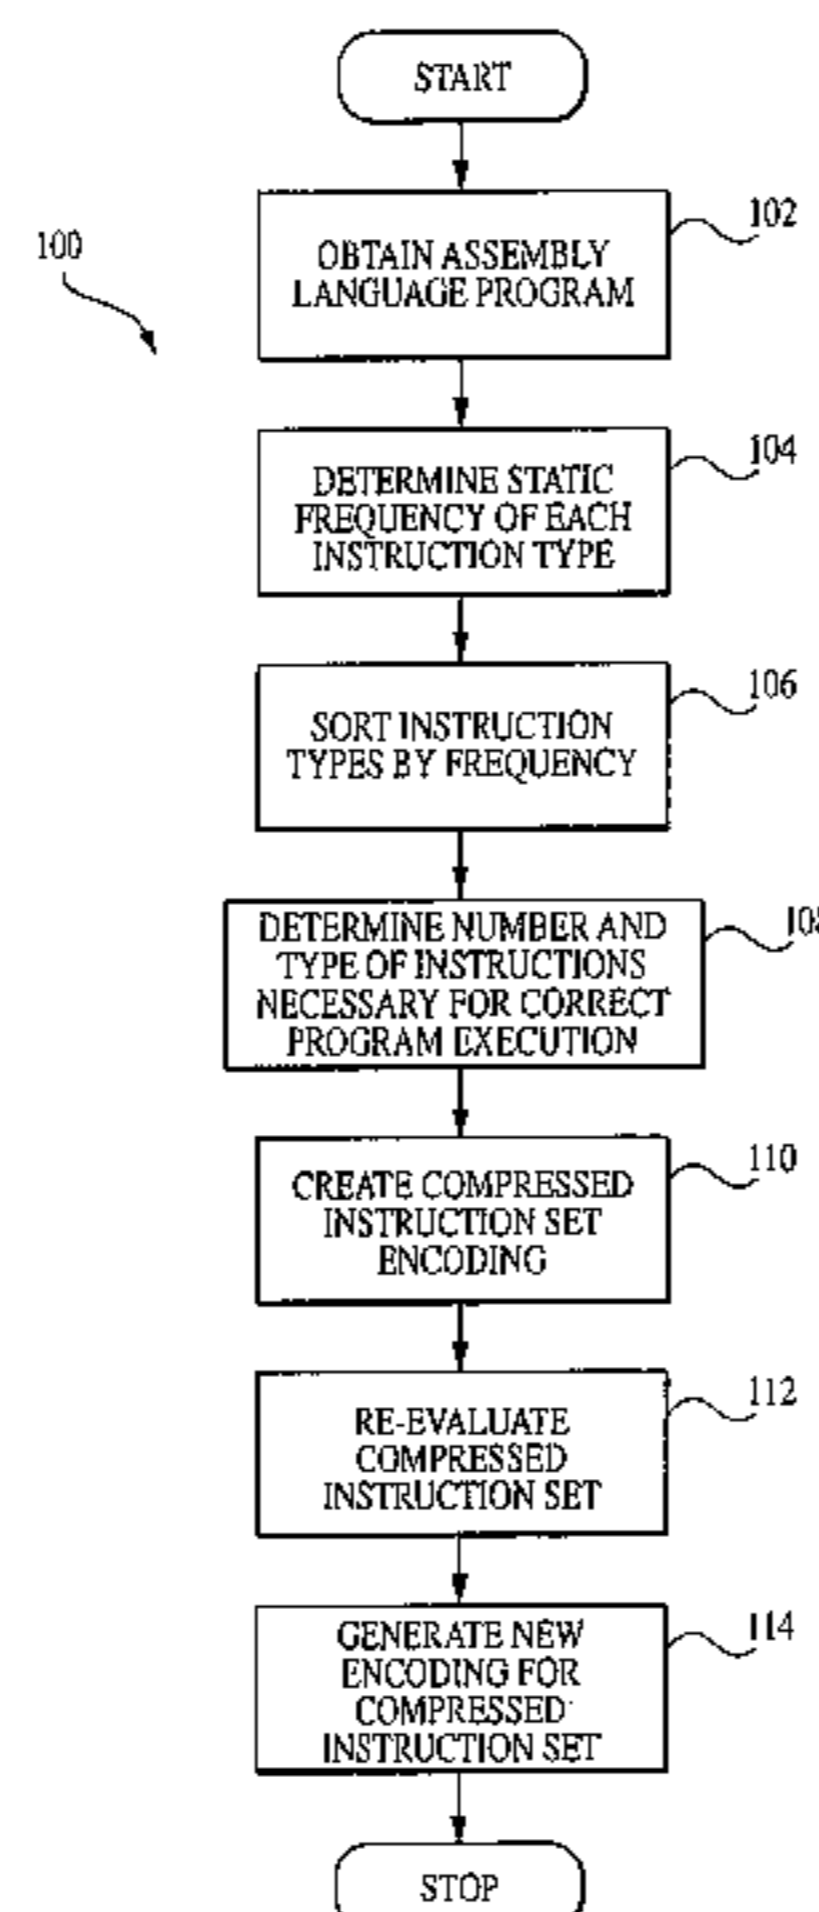 START
102
100
OBTAIN ASSEMBLY
LANGUAGE PROGRAM
104
DETERMINE STATIC
FREQUENCY OF EACH
INSTRUCTION TYPE
106
SORT INSTRUCTION
TYPES BY FREQUENCY
DETERMINE NUMBER AND
TYPE OF INSTRUCTIONS
NECESSARY FOR CORRECT
PROGRAM EXECUTION
110
CREATE COMPRESSED
INSTRUCTION SET
ENCODING
112
RE-EVALUATE
COMPRESSED
INSTRUCTION SET
114
GENERATE NEW
ENCODING FOR
COMPRESSED
INSTRUCTION SET
STOP